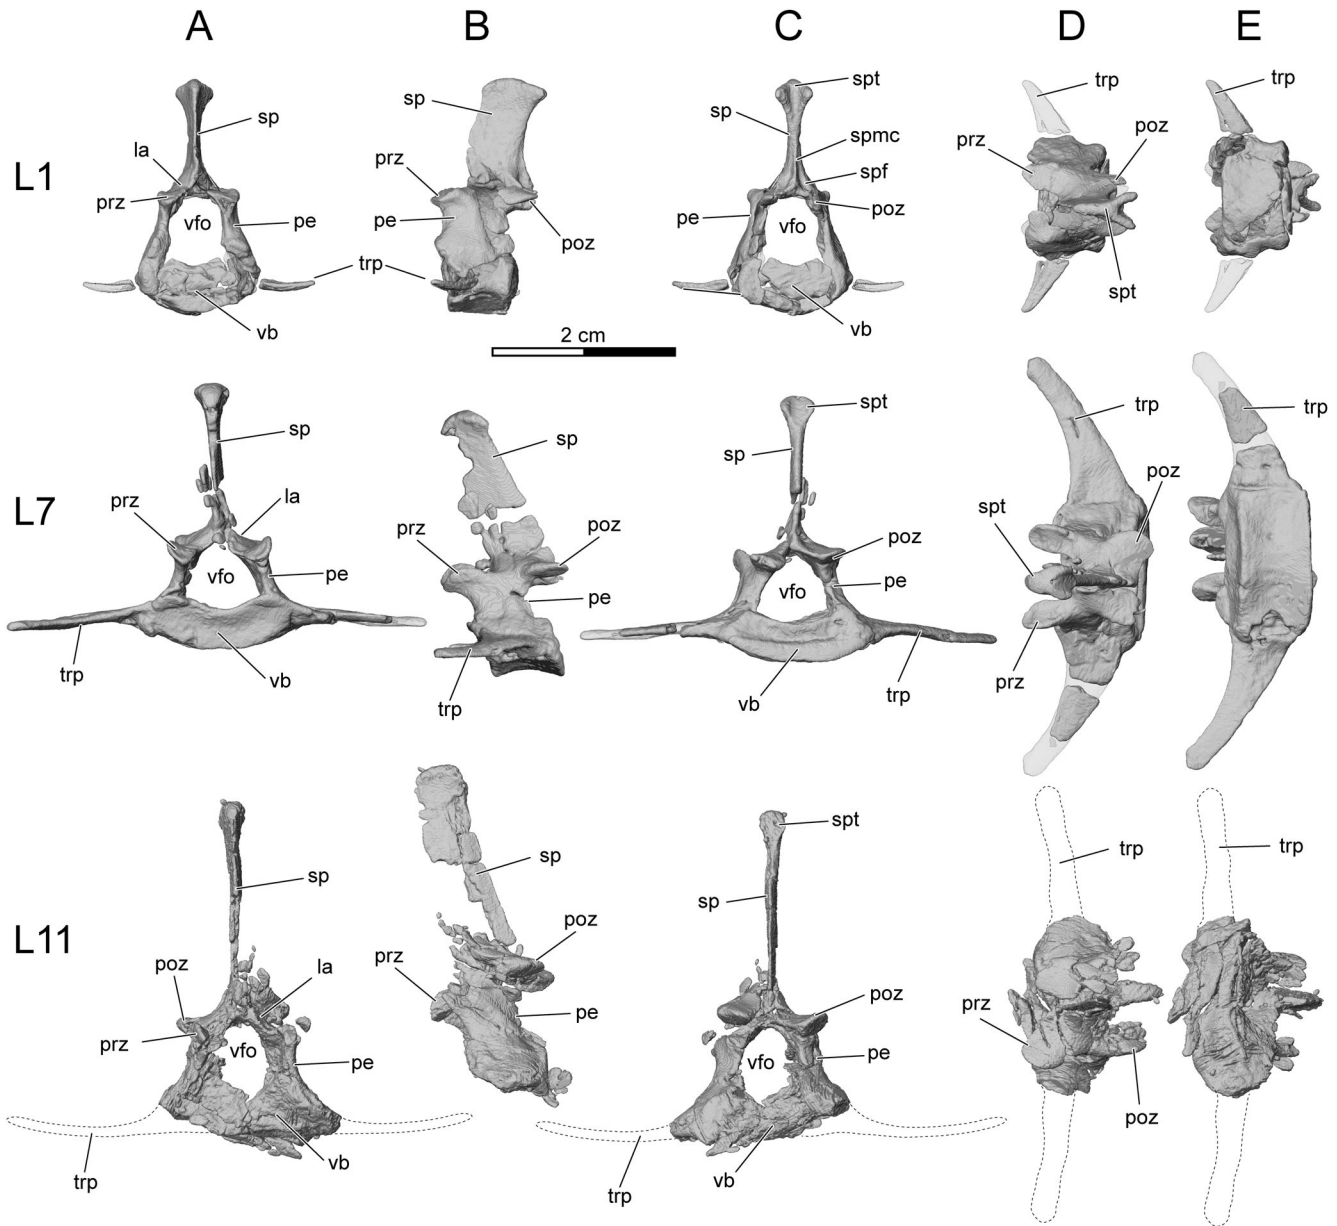 A
B
C
D
E
L1
sp
la
prz
vfo
pe
vb
trp
sp
prz
pe
poz
spt
sp
spmc
spf
pe
poz
vfo
vb
trp
prz
poz
spt
trp
2 cm
L7
sp
prz
la
vfo
pe
trp
vb
sp
prz
poz
pe
trp
spt
sp
poz
vfo
pe
vb
trp
trp
poz
spt
prz
trp
L11
sp
poz
la
prz
vfo
pe
trp
vb
sp
poz
prz
pe
spt
sp
poz
vfo
pe
trp
vb
trp
prz
poz
trp